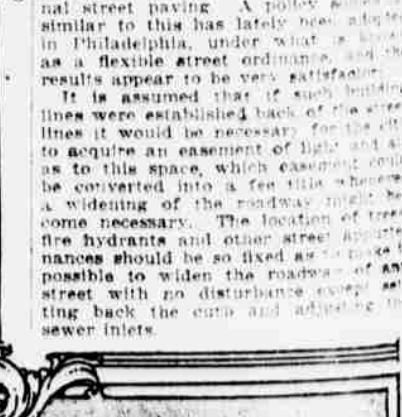 nal street paving. A policy
similar to this has lately been adopted
in Philadelphia, under what is known
as a flexible street ordinance, and the
results appear to be very satisfactory.
It is assumed that if such building
lines were established back of the street
lines it would be necessary for the city
to acquire an easement of light and air
as to this space, which easement could
be converted into a fee title whenever
a widening of the roadway might be-
come necessary. The location of trees,
fire hydrants and other street appurte-
nances should be so fixed as to make it
possible to widen the roadway of any
street with no disturbance except set-
ting back the curb and adjusting the
sewer inlets.